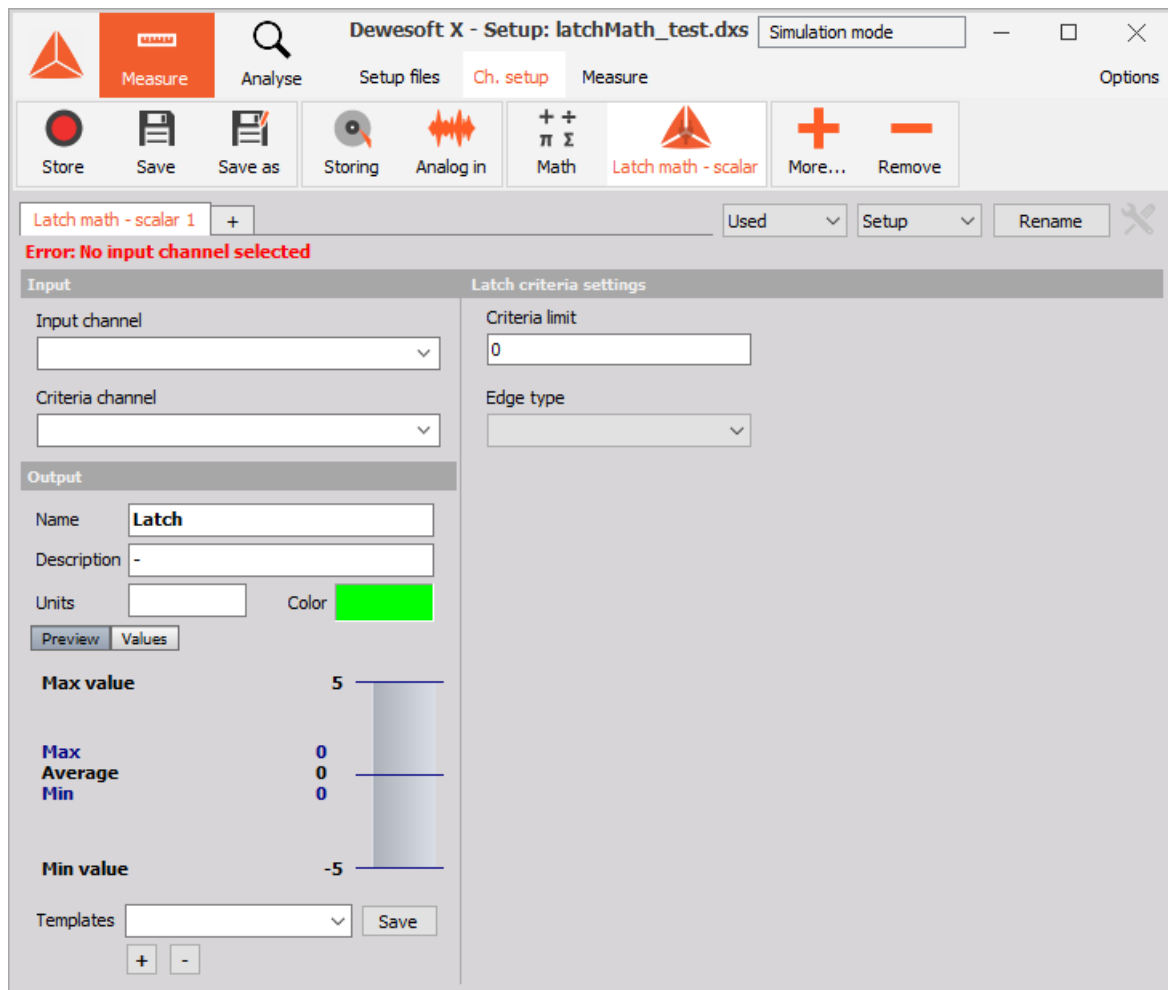 Dewesoft X - Setup: latchMath_test.dxs Simulation mode
Measure Analyse Setup files Ch. setup Measure Options
Store Save Save as Storing Analog in + ÷ π Σ Math Latch math - scalar More... Remove
Latch math - scalar 1 + Used Setup Rename
Error: No input channel selected
Input Latch criteria settings
Input channel Criteria limit
0
Criteria channel Edge type
Output
Name Latch
Description -
Units Color
Preview Values
Max value 5
Max 0
Average 0
Min 0
Min value -5
Templates Save
+ -